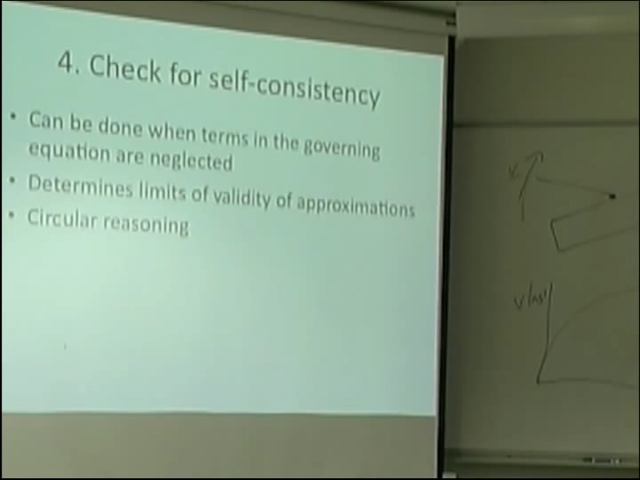 4. Check for self-consistency
• Can be done when terms in the governing
equation are neglected
• Determines limits of validity of approximations
• Circular reasoning